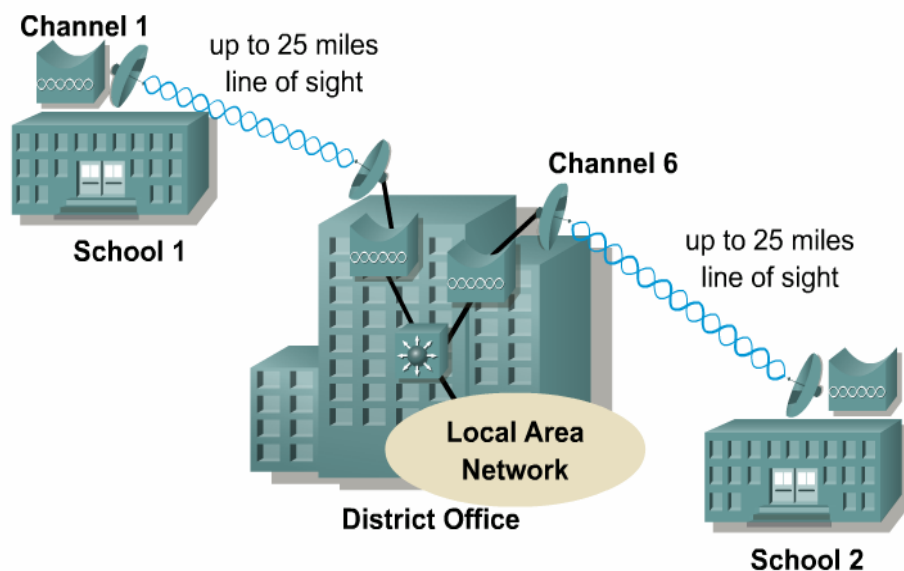 Channel 1
up to 25 miles
line of sight
School 1
Channel 6
up to 25 miles
line of sight
Local Area
Network
District Office
School 2